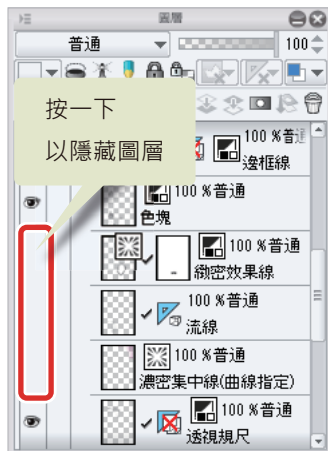 圖層
普通
100
按一下
以隱藏圖層
100 %普通
邊框線
100 %普通
色塊
100 %普通
緻密效果線
100 %普通
流線
100 %普通
濃密集中線(曲線指定)
100 %普通
透視規尺